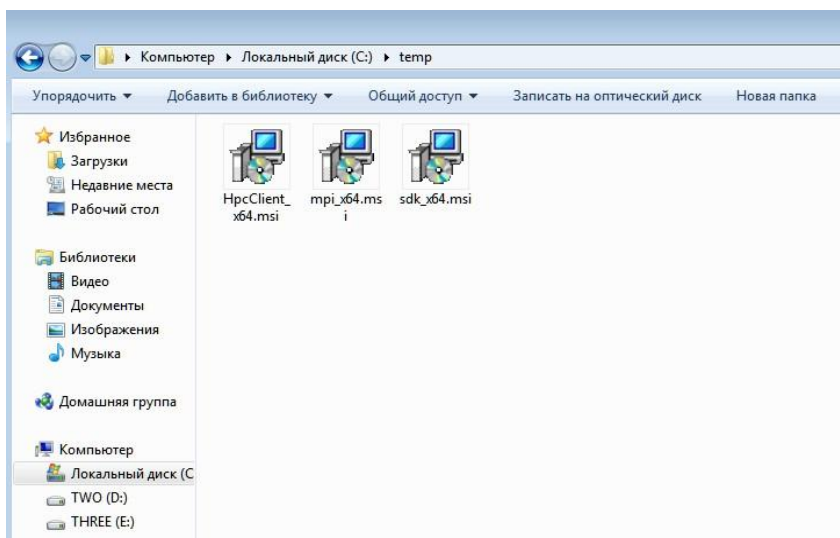 Компьютер ▸ Локальный диск (C:) ▸ temp
Упорядочить ▾ Добавить в библиотеку ▾ Общий доступ ▾ Записать на оптический диск Новая папка
Избранное
Загрузки
Недавние места
Рабочий стол
Библиотеки
Видео
Документы
Изображения
Музыка
Домашняя группа
Компьютер
Локальный диск (C
TWO (D:)
THREE (E:)
HpcClient_
x64.msi
mpi_x64.ms
i
sdk_x64.msi